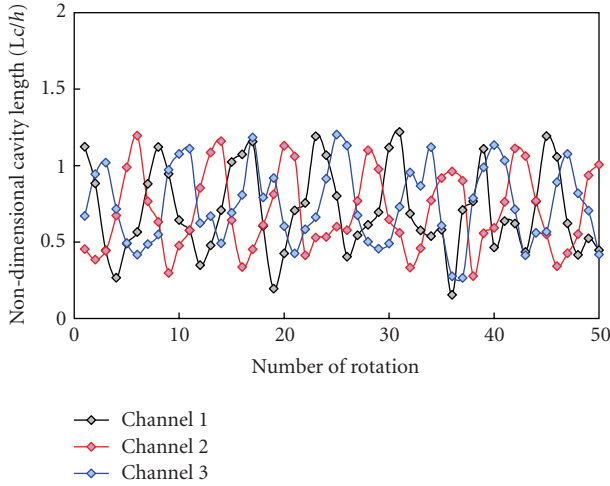 Non-dimensional cavity length (Lc/h)
2
1.5
1
0.5
0
0 10 20 30 40 50
Number of rotation
Channel 1
Channel 2
Channel 3